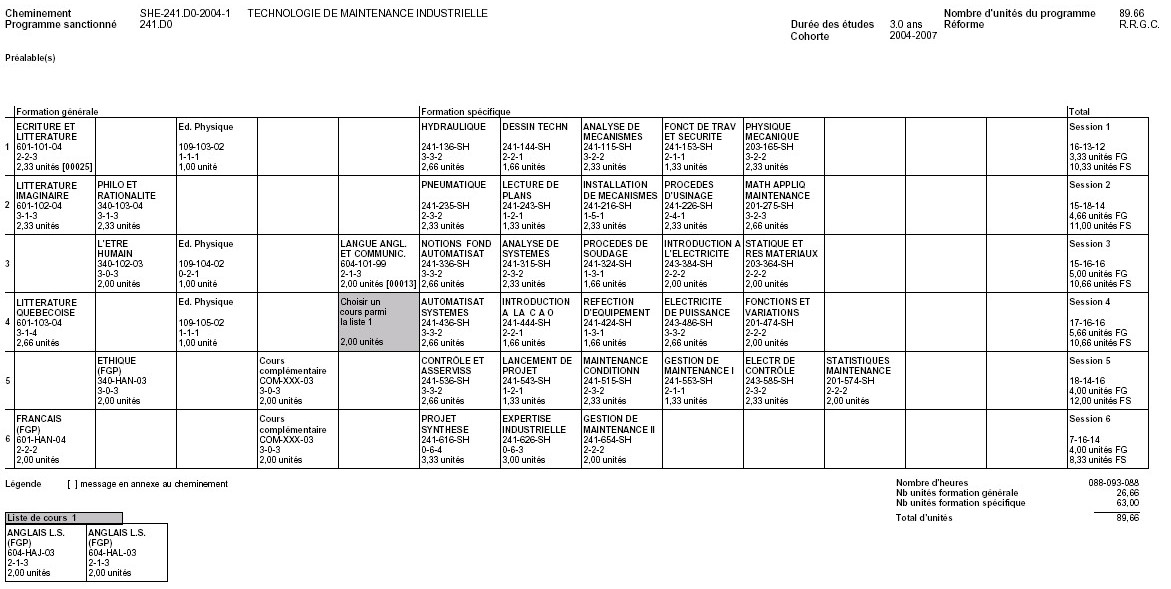 Cheminement SHE-241.D0-2004-1 TECHNOLOGIE DE MAINTENANCE INDUSTRIELLE
Programme sanctionné 241.D0
Nombre d'unités du programme 89.66
Réforme R.R.G.C.
Durée des études 3.0 ans
Cohorte 2004-2007
Préalable(s)
Formation générale Formation spécifique Total
1
ECRITURE ET
LITTERATURE
601-101-04
2-2-3
2,33 unités [00025]
Ed. Physique
109-103-02
1-1-1
1,00 unité
HYDRAULIQUE
241-136-SH
3-3-2
2,66 unités
DESSIN TECHN
241-144-SH
2-2-1
1,66 unités
ANALYSE DE
MECANISMES
241-115-SH
3-2-2
2,33 unités
FONCT DE TRAV
ET SECURITE
241-153-SH
2-1-1
1,33 unités
PHYSIQUE
MECANIQUE
203-165-SH
3-2-2
2,33 unités
Session 1
16-13-12
3,33 unités FG
10,33 unités FS
2
LITTERATURE
IMAGINAIRE
601-102-04
3-1-3
2,33 unités
PHILO ET
RATIONALITE
340-103-04
3-1-3
2,33 unités
PNEUMATIQUE
241-235-SH
2-3-2
2,33 unités
LECTURE DE
PLANS
241-243-SH
1-2-1
1,33 unités
INSTALLATION
DE MECANISMES
241-216-SH
1-5-1
2,33 unités
PROCEDES
D'USINAGE
241-226-SH
2-4-1
2,33 unités
MATH APPLIQ
MAINTENANCE
201-275-SH
3-2-3
2,66 unités
Session 2
15-18-14
4,66 unités FG
11,00 unités FS
3
L'ETRE
HUMAIN
340-102-03
3-0-3
2,00 unités
Ed. Physique
109-104-02
0-2-1
1,00 unité
LANGUE ANGL.
ET COMMUNIC.
604-101-99
2-1-3
2,00 unités [00013]
NOTIONS FOND
AUTOMATISAT
241-336-SH
3-3-2
2,66 unités
ANALYSE DE
SYSTEMES
241-315-SH
2-3-2
2,33 unités
PROCEDES DE
SOUDAGE
241-324-SH
1-3-1
1,66 unités
INTRODUCTION A
L'ELECTRICITE
243-384-SH
2-2-2
2,00 unités
STATIQUE ET
RES MATERIAUX
203-364-SH
2-2-2
2,00 unités
Session 3
15-16-16
5,00 unités FG
10,66 unités FS
4
LITTERATURE
QUEBECOISE
601-103-04
3-1-4
2,66 unités
Ed. Physique
109-105-02
1-1-1
1,00 unité
Choisir un
cours parmi
la liste 1
2,00 unités
AUTOMATISAT
SYSTEMES
241-436-SH
3-3-2
2,66 unités
INTRODUCTION
A LA C A O
241-444-SH
2-2-1
1,66 unités
REFECTION
D'EQUIPEMENT
241-424-SH
1-3-1
1,66 unités
ELECTRICITE
DE PUISSANCE
243-486-SH
3-3-2
2,66 unités
FONCTIONS ET
VARIATIONS
201-474-SH
2-2-2
2,00 unités
Session 4
17-16-16
5,66 unités FG
10,66 unités FS
5
ETHIQUE
(FGP)
340-HAN-03
3-0-3
2,00 unités
Cours
complémentaire
COM-XXX-03
3-0-3
2,00 unités
CONTRÔLE ET
ASSERVISS
241-536-SH
3-3-2
2,66 unités
LANCEMENT DE
PROJET
241-543-SH
1-2-1
1,33 unités
MAINTENANCE
CONDITIONN
241-515-SH
2-3-2
2,33 unités
GESTION DE
MAINTENANCE I
241-553-SH
2-1-1
1,33 unités
ELECTR DE
CONTRÔLE
243-585-SH
2-3-2
2,33 unités
STATISTIQUES
MAINTENANCE
201-574-SH
2-2-2
2,00 unités
Session 5
18-14-16
4,00 unités FG
12,00 unités FS
6
FRANCAIS
(FGP)
601-HAN-04
2-2-2
2,00 unités
Cours
complémentaire
COM-XXX-03
3-0-3
2,00 unités
PROJET
SYNTHESE
241-616-SH
0-6-4
3,33 unités
EXPERTISE
INDUSTRIELLE
241-626-SH
0-6-3
3,00 unités
GESTION DE
MAINTENANCE II
241-654-SH
2-2-2
2,00 unités
Session 6
7-16-14
4,00 unités FG
8,33 unités FS
Légende [ ] message en annexe au cheminement
Nombre d'heures 088-093-088
Nb unités formation générale 26,66
Nb unités formation spécifique 63,00
Total d'unités 89,66
Liste de cours 1
ANGLAIS L.S.
(FGP)
604-HAJ-03
2-1-3
2,00 unités
ANGLAIS L.S.
(FGP)
604-HAL-03
2-1-3
2,00 unités